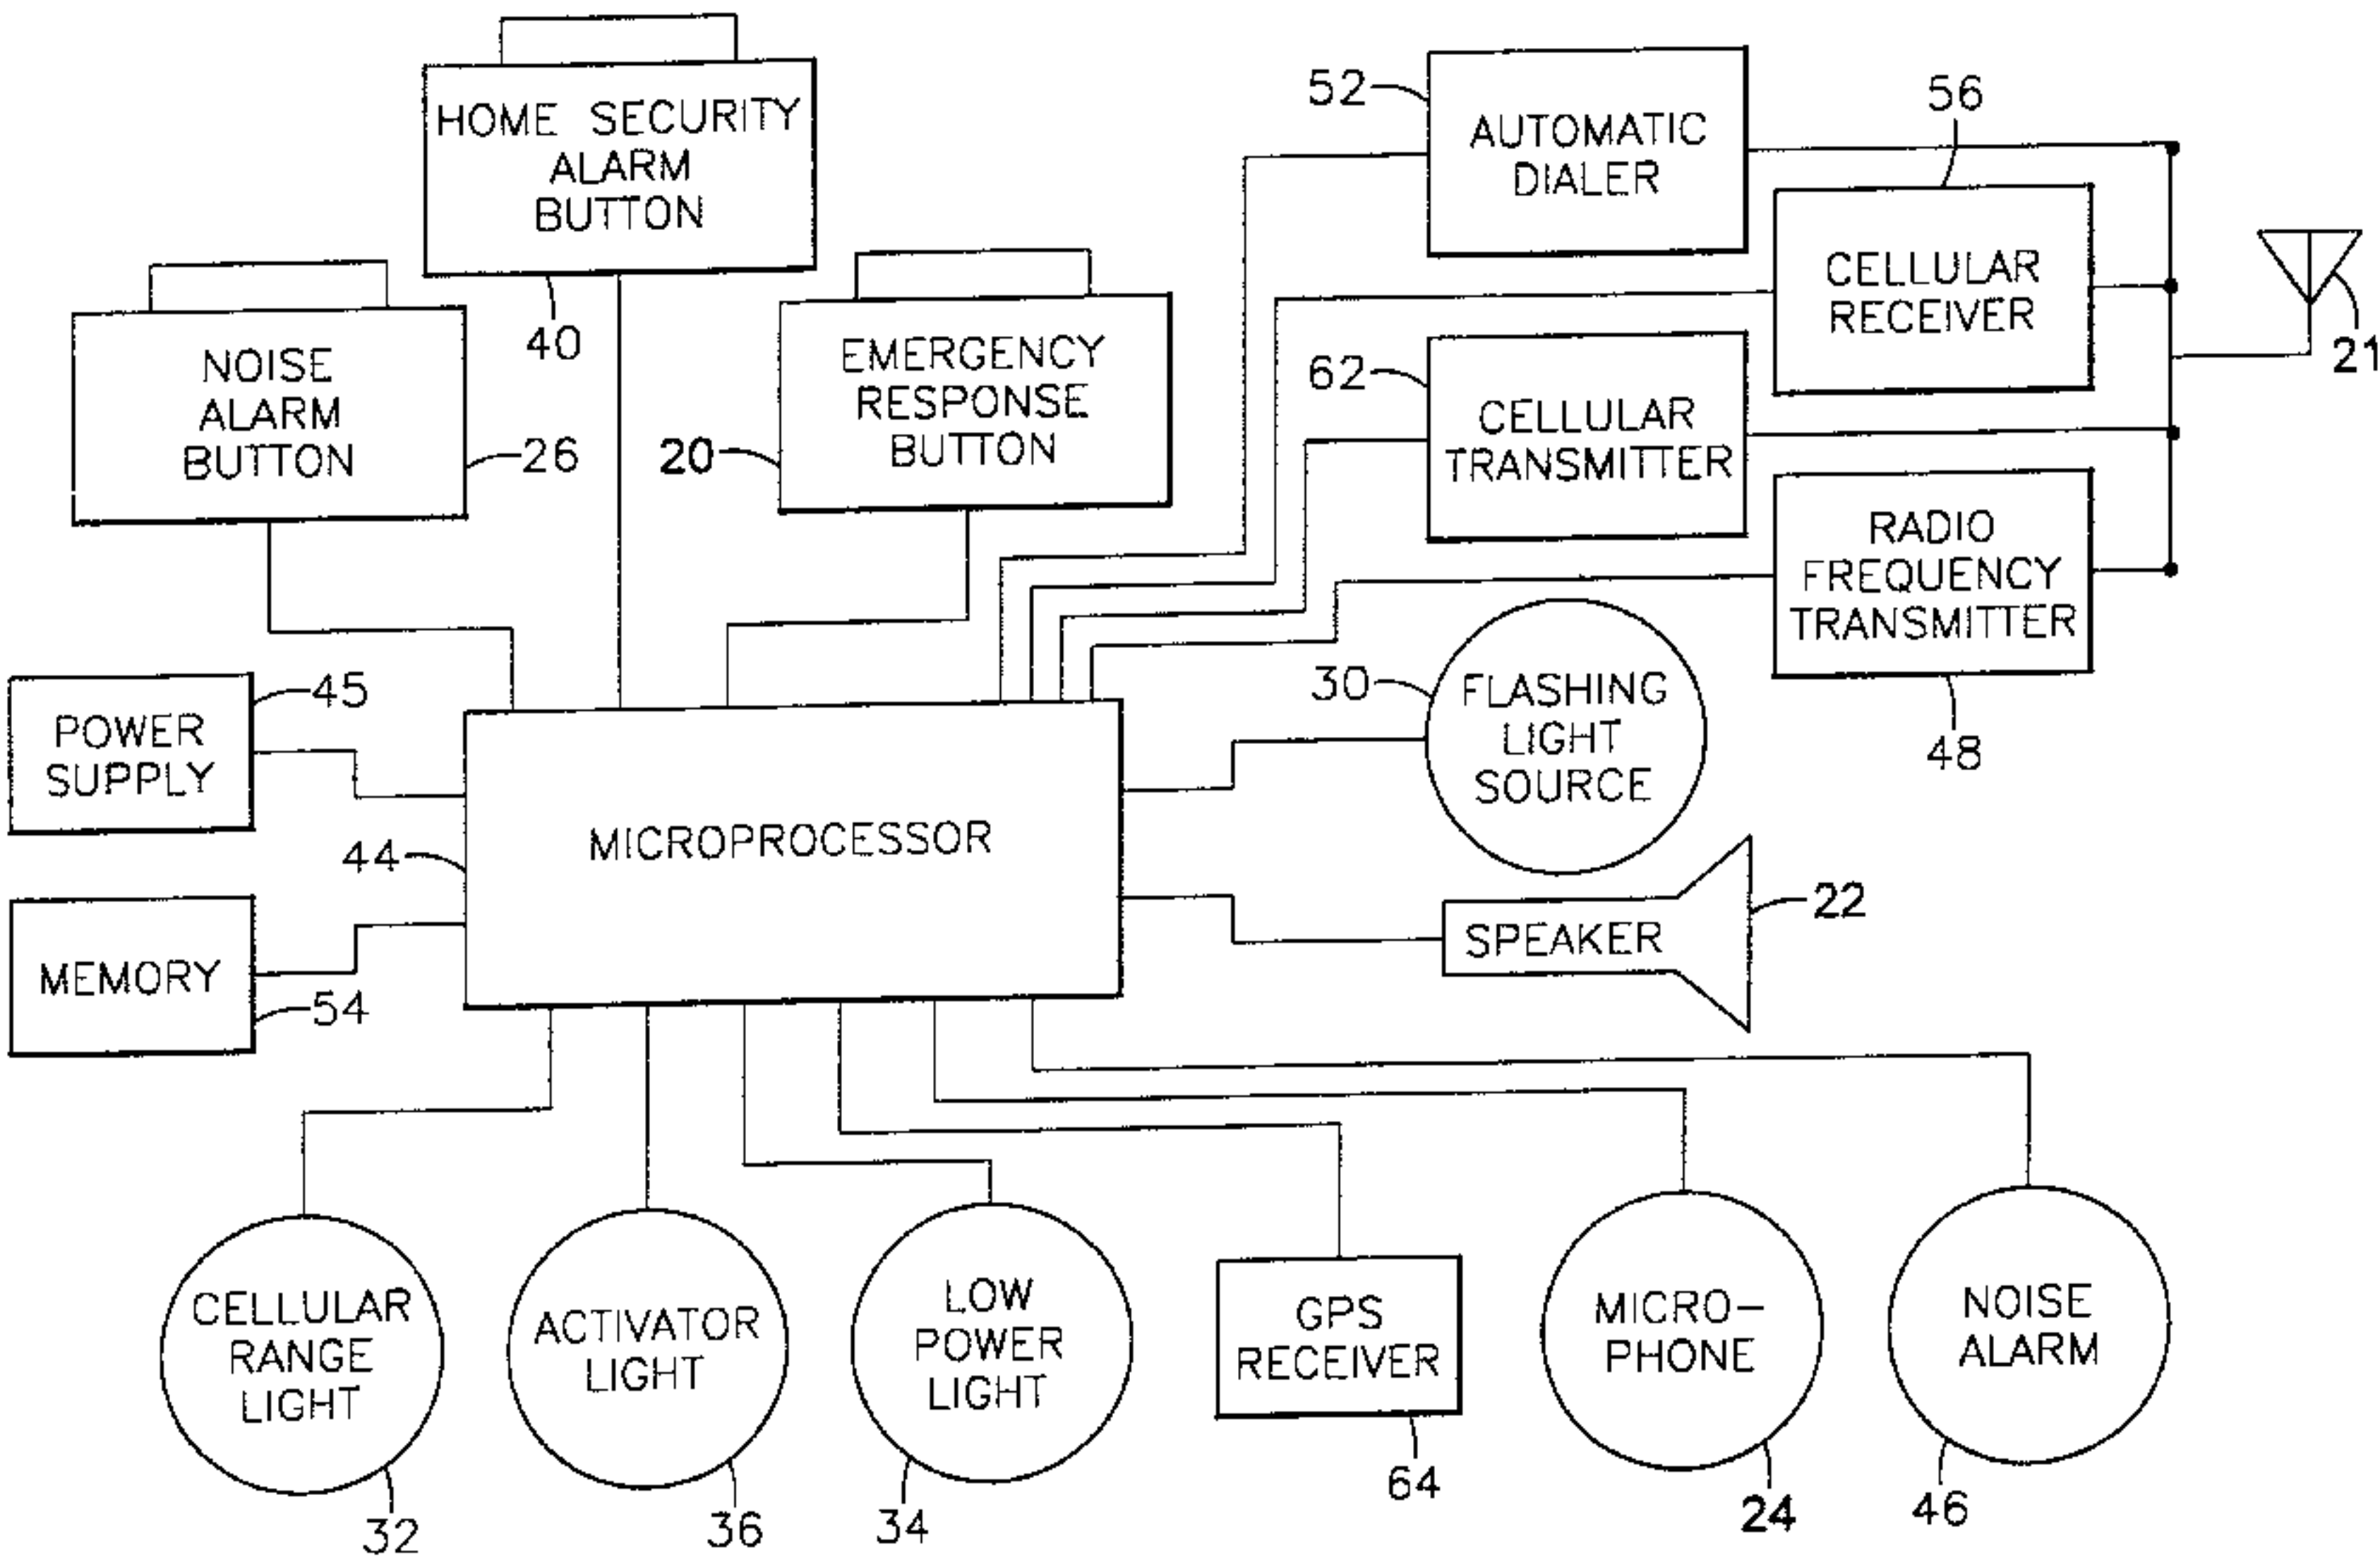 HOME SECURITY
ALARM
BUTTON
40
NOISE
ALARM
BUTTON
26
EMERGENCY
RESPONSE
BUTTON
20
52
AUTOMATIC
DIALER
56
CELLULAR
RECEIVER
21
62
CELLULAR
TRANSMITTER
RADIO
FREQUENCY
TRANSMITTER
48
45
POWER
SUPPLY
44
MICROPROCESSOR
30
FLASHING
LIGHT
SOURCE
MEMORY
54
SPEAKER
22
CELLULAR
RANGE
LIGHT
32
ACTIVATOR
LIGHT
36
LOW
POWER
LIGHT
34
GPS
RECEIVER
64
MICRO-
PHONE
24
NOISE
ALARM
46